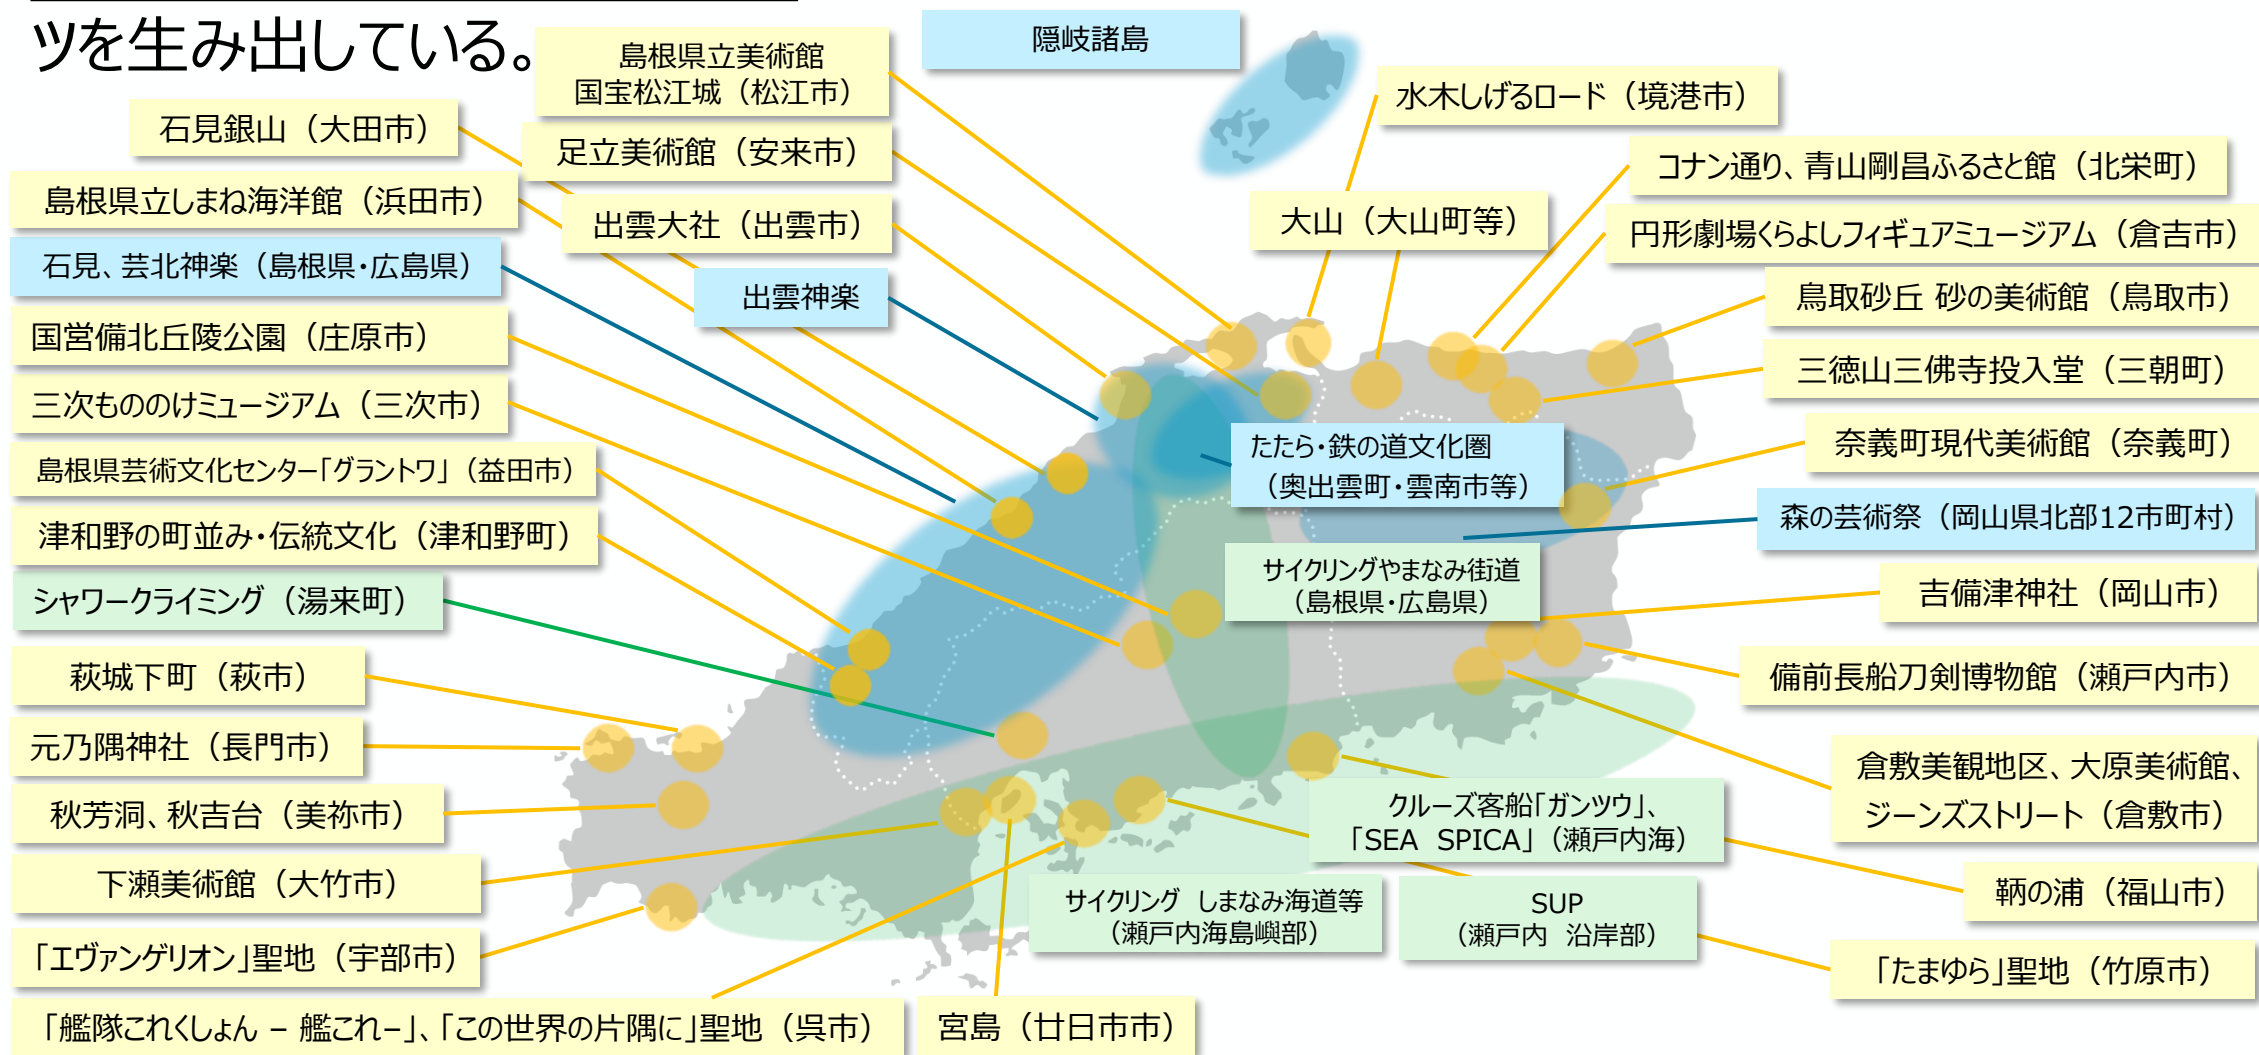 ツを生み出している。
島根県立美術館
国宝松江城（松江市）
隠岐諸島
水木しげるロード（境港市）
石見銀山（大田市）
足立美術館（安来市）
コナン通り、青山剛昌ふるさと館（北栄町）
島根県立しまね海洋館（浜田市）
出雲大社（出雲市）
大山（大山町等）
円形劇場くらよしフィギュアミュージアム（倉吉市）
石見、芸北神楽（島根県・広島県）
出雲神楽
鳥取砂丘 砂の美術館（鳥取市）
国営備北丘陵公園（庄原市）
三徳山三佛寺投入堂（三朝町）
三次もののけミュージアム（三次市）
たたら・鉄の道文化圏
（奥出雲町・雲南市等）
奈義町現代美術館（奈義町）
島根県芸術文化センター「グラントワ」（益田市）
津和野の町並み・伝統文化（津和野町）
森の芸術祭（岡山県北部12市町村）
シャワークライミング（湯来町）
サイクリングやまなみ街道
（島根県・広島県）
吉備津神社（岡山市）
萩城下町（萩市）
備前長船刀剣博物館（瀬戸内市）
元乃隅神社（長門市）
倉敷美観地区、大原美術館、
ジーンズストリート（倉敷市）
秋芳洞、秋吉台（美祢市）
クルーズ客船「ガンツウ」、
「SEA SPICA」（瀬戸内海）
下瀬美術館（大竹市）
鞆の浦（福山市）
サイクリング しまなみ海道等
（瀬戸内海島嶼部）
SUP
（瀬戸内 沿岸部）
「エヴァンゲリオン」聖地（宇部市）
「たまゆら」聖地（竹原市）
「艦隊これくしょん － 艦これ－」、「この世界の片隅に」聖地（呉市）
宮島（廿日市市）